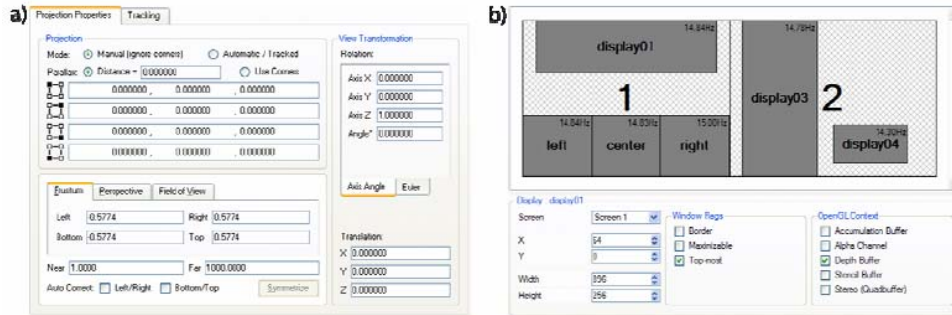 a)
Projection Properties Tracking
Projection
Mode: Manual (ignore corners) Automatic / Tracked
Parallax: Distance = 0.000000 Use Corners
0.000000 , 0.000000 , 0.000000
0.000000 , 0.000000 , 0.000000
0.000000 , 0.000000 , 0.000000
0.000000 , 0.000000 , 0.000000
Frustum Perspective Field of View
Left -0.5774 Right 0.5774
Bottom -0.5774 Top 0.5774
Near 1.0000 Far 1000.0000
Auto Correct: Left/Right Bottom/Top Symmetrize
View Transformation
Rotation:
Axis X 0.000000
Axis Y 0.000000
Axis Z 1.000000
Angle° 0.000000
Axis Angle Euler
Translation:
X 0.000000
Y 0.000000
Z 0.000000
b)
14.84Hz
display01
1
14.84Hz
left
14.83Hz
center
15.00Hz
right
14.78Hz
display03
2
14.30Hz
display04
Display : display01
Screen Screen 1
X 64
Y 0
Width 896
Height 256
Window Flags
Border
Maximizable
Top-most
OpenGL Context
Accumulation Buffer
Alpha Channel
Depth Buffer
Stencil Buffer
Stereo (Quadbuffer)